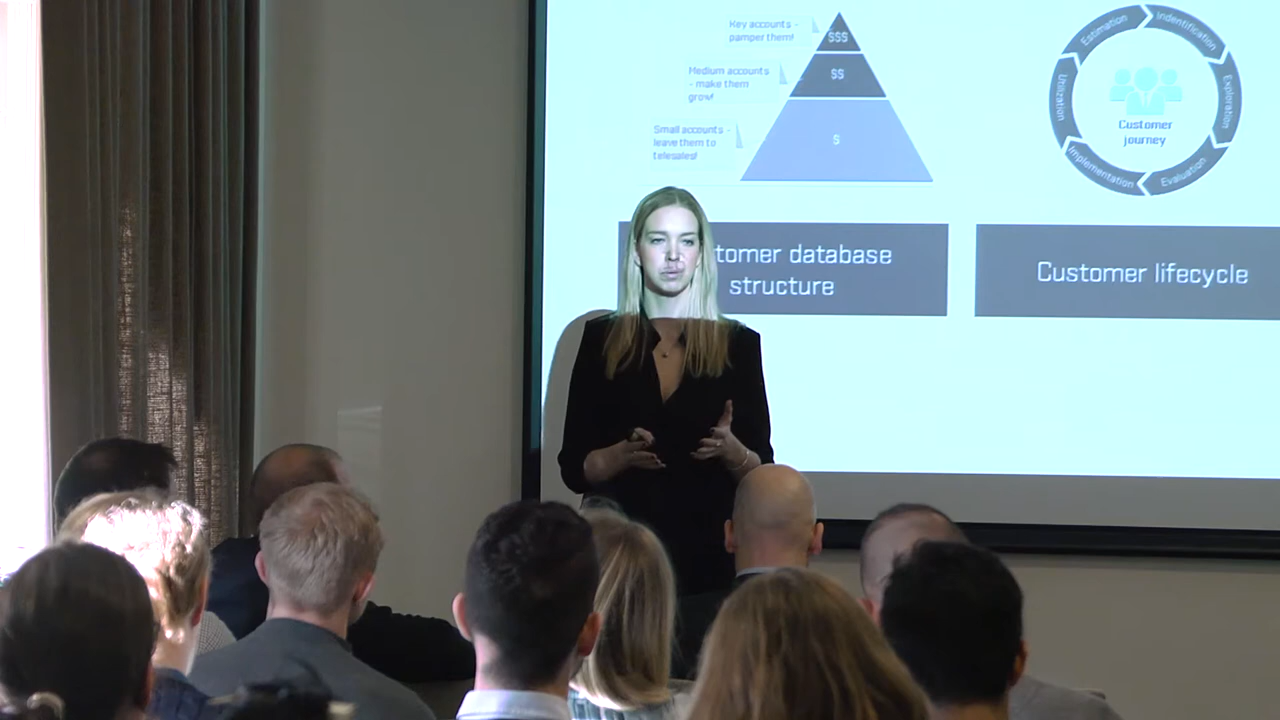 Key accounts -
pamper them!
$$$
Medium accounts
- make them
grow!
$$
Small accounts -
leave them to
telesales!
$
tomer database
structure
Estimation
Indentification
Exploration
Evaluation
Implementation
Utilization
Customer
journey
Customer lifecycle